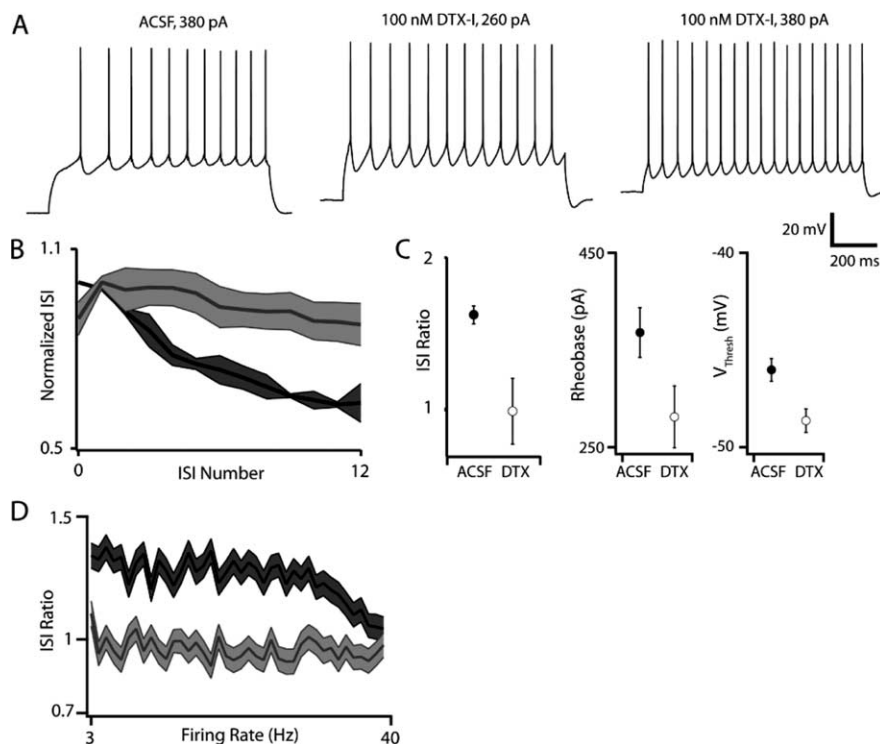 A
ACSF, 380 pA
100 nM DTX-I, 260 pA
100 nM DTX-I, 380 pA
20 mV
200 ms
B
1.1
Normalized ISI
0.5
0
ISI Number
12
C
2
ISI Ratio
1
ACSF DTX
450
Rheobase (pA)
250
ACSF DTX
-40
VThresh (mV)
-50
ACSF DTX
D
1.5
ISI Ratio
1
0.7
3
Firing Rate (Hz)
40